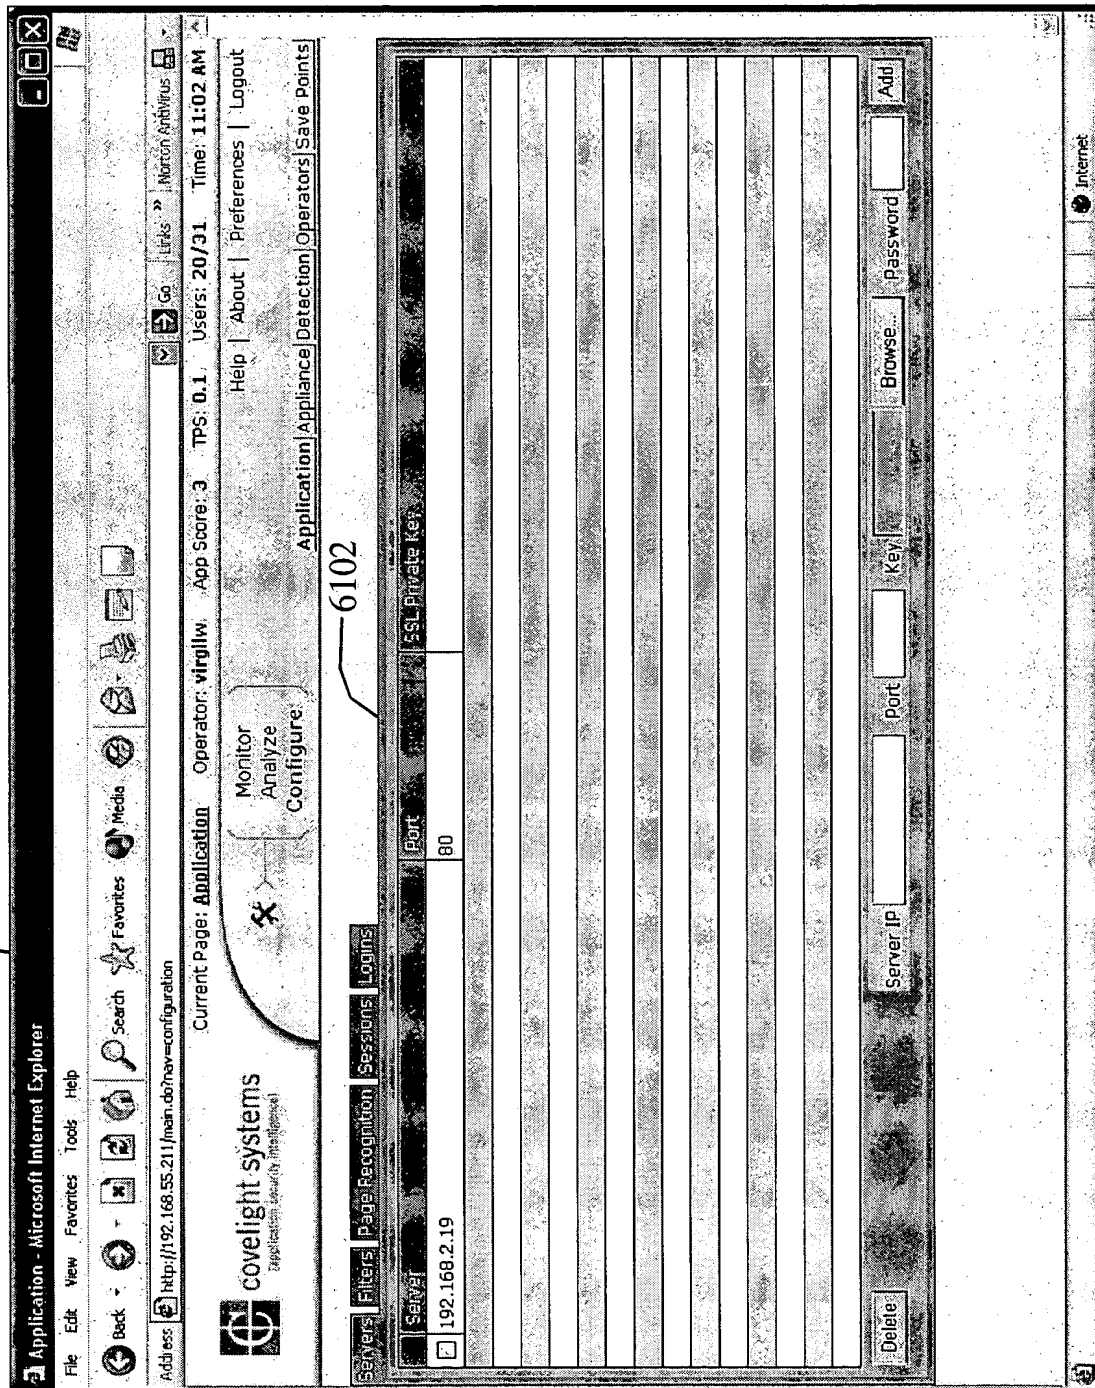 Application - Microsoft Internet Explorer
File Edit View Favorites Tools Help
Back Search Favorites Media
Address http://192.168.55.211/main.do?nav=configuration Go Links » Norton AntiVirus
Current Page: Application Operator: virgilw. App Score: 3 TPS: 0.1 Users: 20/31 Time: 11:02 AM
covelight systems
[application security intelligence]
Monitor
Analyze
Configure:
Help | About | Preferences | Logout
Application Appliance Detection Operators Save Points
6102
Servers Filters Page Recognition Sessions Logins
Server Port SSL Private Key
192.168.2.19 80
Delete Server IP Port Key Browse... Password Add
Internet